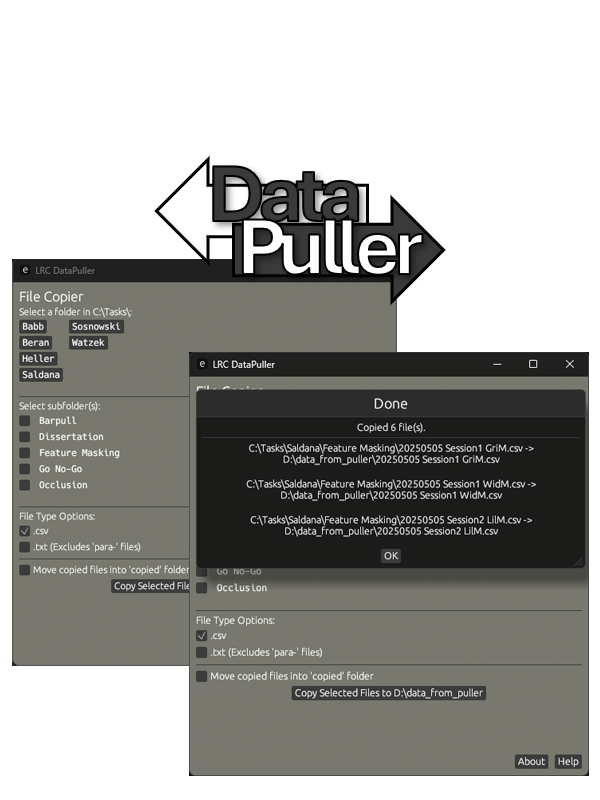 Data
Puller
LRC DataPuller
File Copier
Select a folder in C:\Tasks\;
Babb Sosnowski
Beran Watzek
Heller
Saldana
Select subfolder(s):
Barpull
Dissertation
Feature Masking
Go No-Go
Occlusion
File Type Options:
.csv
.txt (Excludes 'para-' files)
Move copied files into 'copied' folder
Copy Selected File
LRC DataPuller
File Copier
Done
Copied 6 file(s).
C:\Tasks\Saldana\Feature Masking\20250505 Session1 GriM.csv ->
D:\data_from_puller\20250505 Session1 GriM.csv
C:\Tasks\Saldana\Feature Masking\20250505 Session1 WidM.csv ->
D:\data_from_puller\20250505 Session1 WidM.csv
C:\Tasks\Saldana\Feature Masking\20250505 Session2 LilM.csv ->
D:\data_from_puller\20250505 Session2 LilM.csv
OK
Go No-Go
Occlusion
File Type Options:
.csv
.txt (Excludes 'para-' files)
Move copied files into 'copied' folder
Copy Selected Files to D:\data_from_puller
About Help